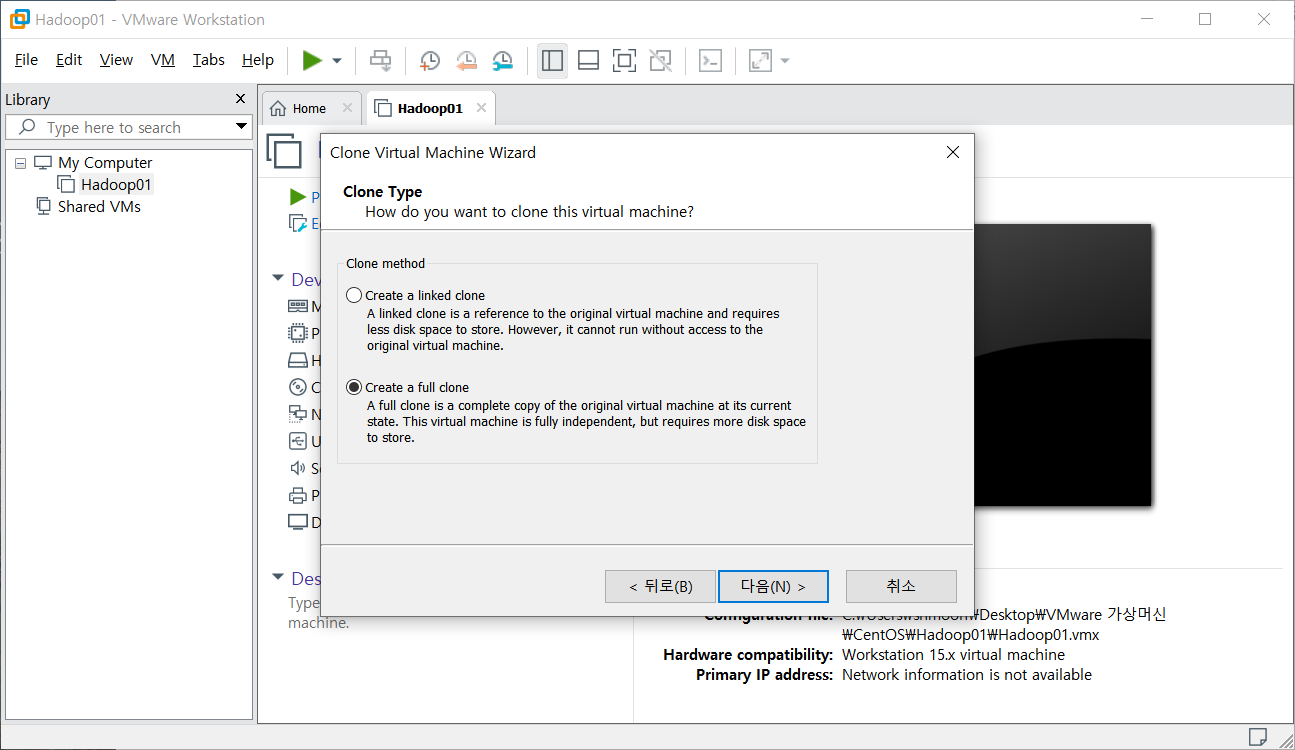 Hadoop01 - VMware Workstation
File Edit View VM Tabs Help
Library
Type here to search
My Computer
Hadoop01
Shared VMs
Home
Hadoop01
Clone Virtual Machine Wizard
Clone Type
How do you want to clone this virtual machine?
Clone method
Create a linked clone
A linked clone is a reference to the original virtual machine and requires
less disk space to store. However, it cannot run without access to the
original virtual machine.
Create a full clone
A full clone is a complete copy of the original virtual machine at its current
state. This virtual machine is fully independent, but requires more disk space
to store.
< 뒤로(B)
다음(N) >
취소
P
E
Dev
M
P
H
C
N
U
S
P
D
Des
Type
machine.
Configuration file: C:₩Users₩shmoon₩Desktop₩VMware 가상머신
₩CentOS₩Hadoop01₩Hadoop01.vmx
Hardware compatibility: Workstation 15.x virtual machine
Primary IP address: Network information is not available